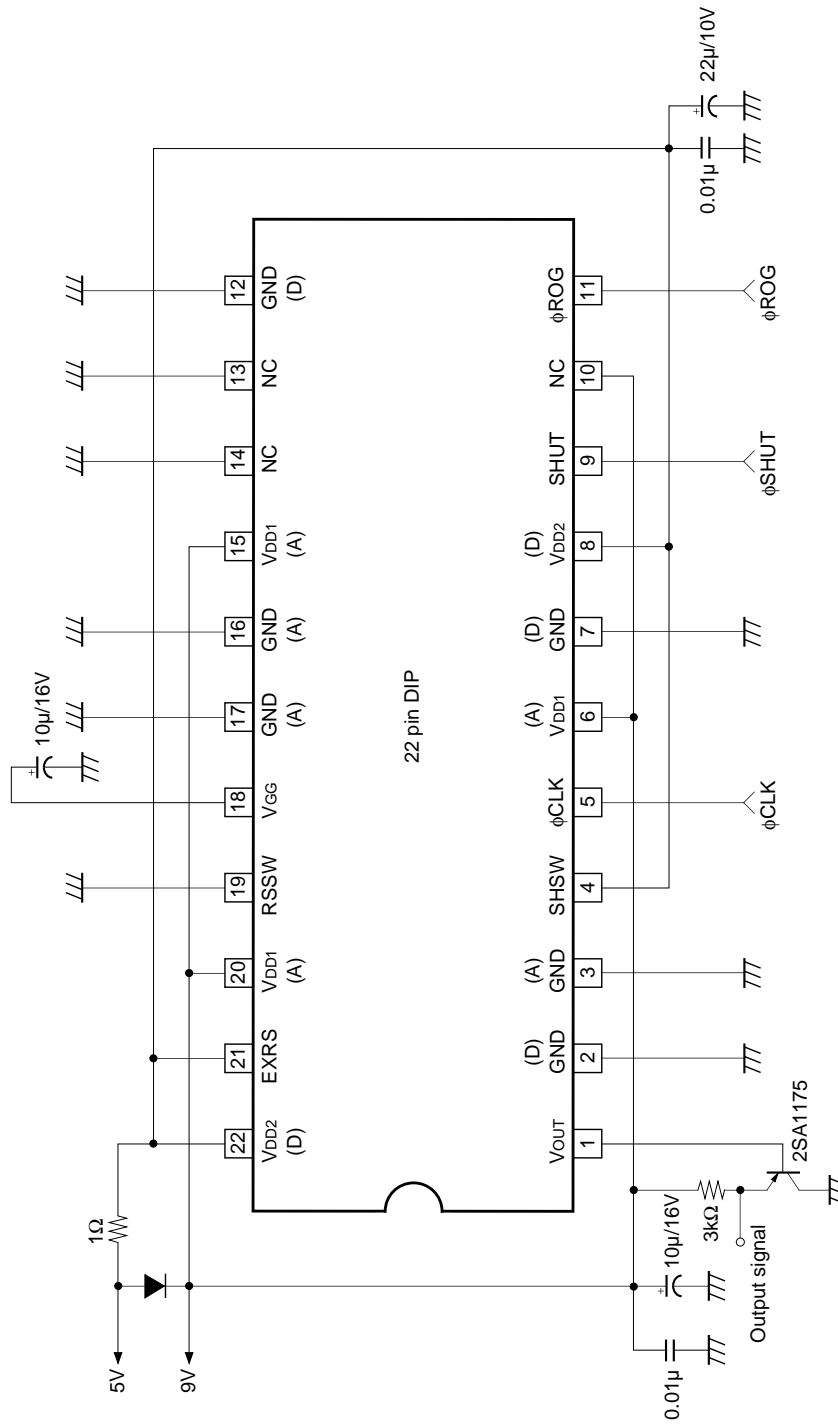 5V
9V
1Ω
10µ/16V
22 21 20 19 18 17 16 15 14 13 12
VDD2 EXRS VDD1 RSSW VGG GND GND VDD1 NC NC GND
(D) (A) (A) (A) (A) (D)
22 pin DIP
(D) (A) (A) (D) (D)
VOUT GND GND SHSW ϕCLK VDD1 GND VDD2 SHUT NC ϕROG
1 2 3 4 5 6 7 8 9 10 11
0.01µ
10µ/16V
3kΩ
Output signal
2SA1175
ϕCLK
ϕSHUT
ϕROG
0.01µ
22µ/10V